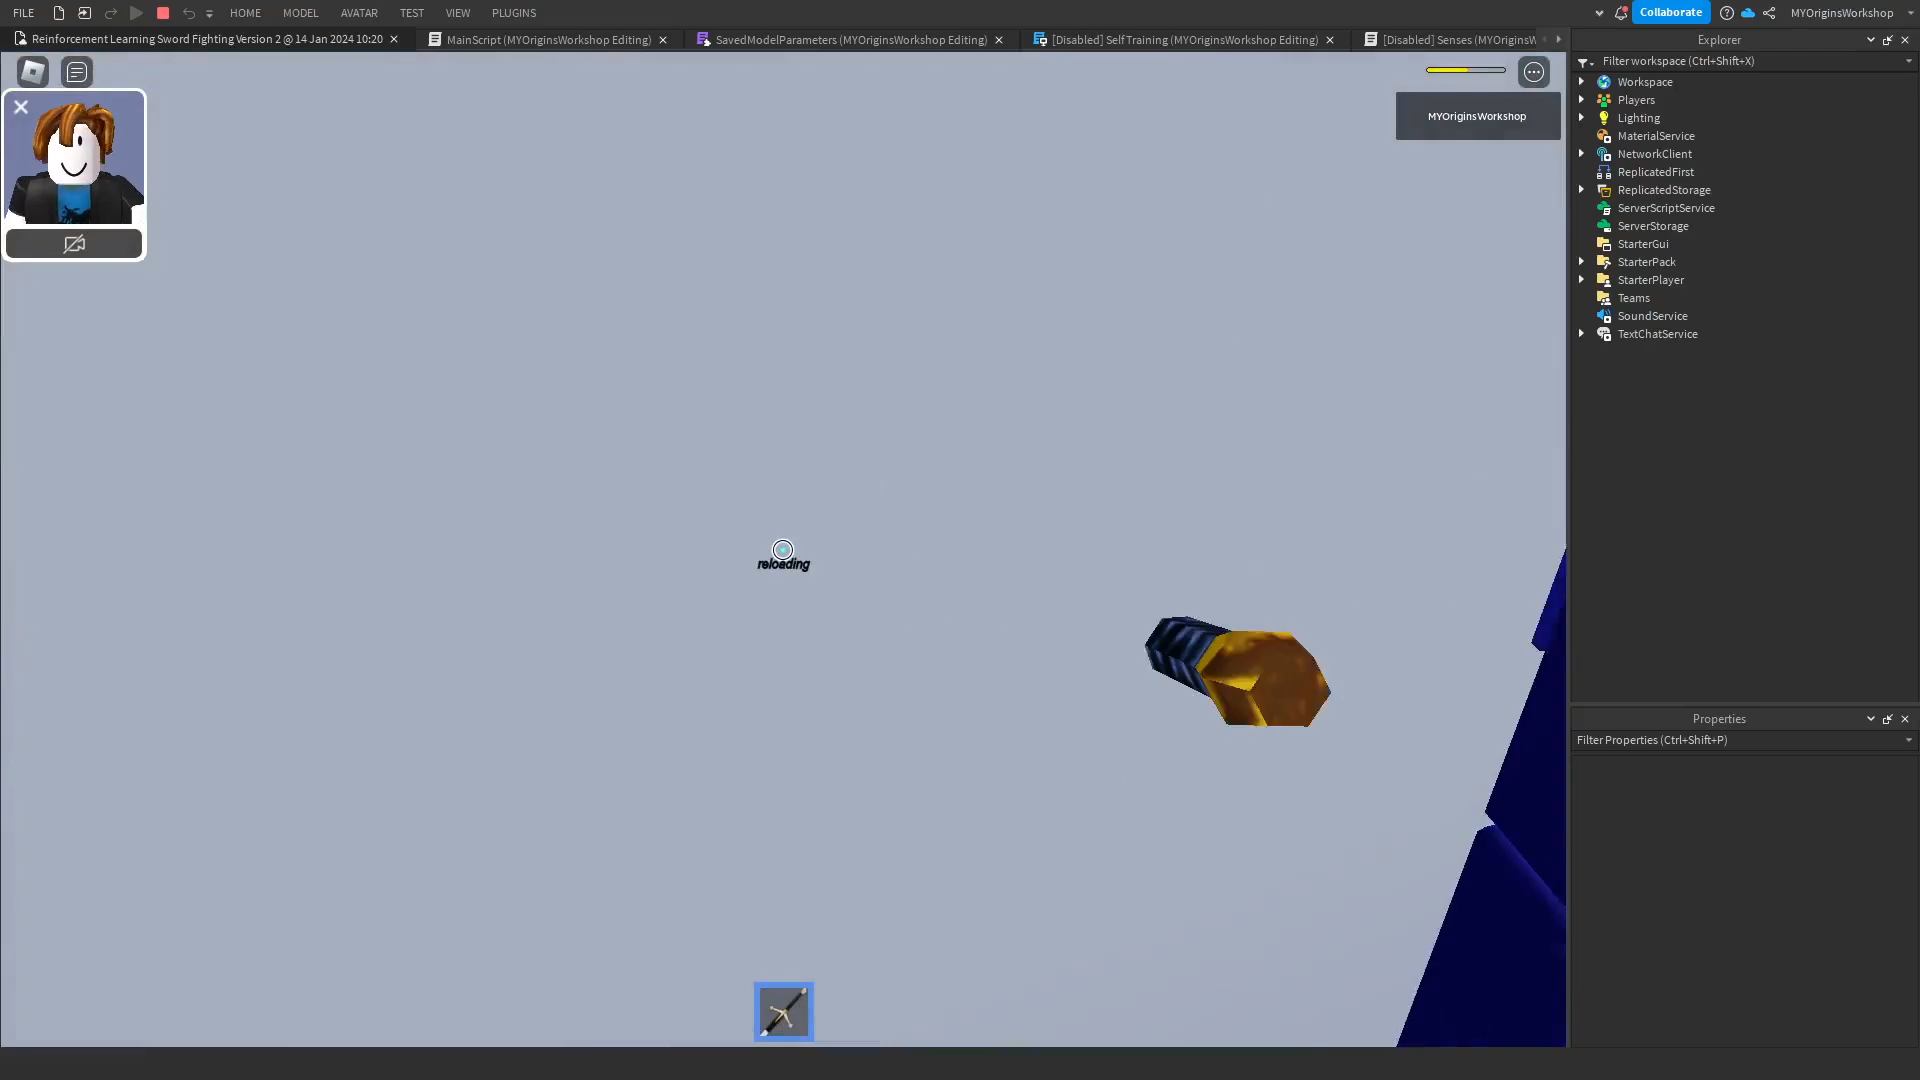 FILE HOME MODEL AVATAR TEST VIEW PLUGINS Collaborate MYOriginsWorkshop
Reinforcement Learning Sword Fighting Version 2 @ 14 Jan 2024 10:20
MainScript (MYOriginsWorkshop Editing)
SavedModelParameters (MYOriginsWorkshop Editing)
[Disabled] SelfTraining (MYOriginsWorkshop Editing)
[Disabled] Senses (MYOriginsW
Explorer
Filter workspace (Ctrl+Shift+X)
Workspace
Players
Lighting
MaterialService
NetworkClient
ReplicatedFirst
ReplicatedStorage
ServerScriptService
ServerStorage
StarterGui
StarterPack
StarterPlayer
Teams
SoundService
TextChatService
MYOriginsWorkshop
reloading
Properties
Filter Properties (Ctrl+Shift+P)